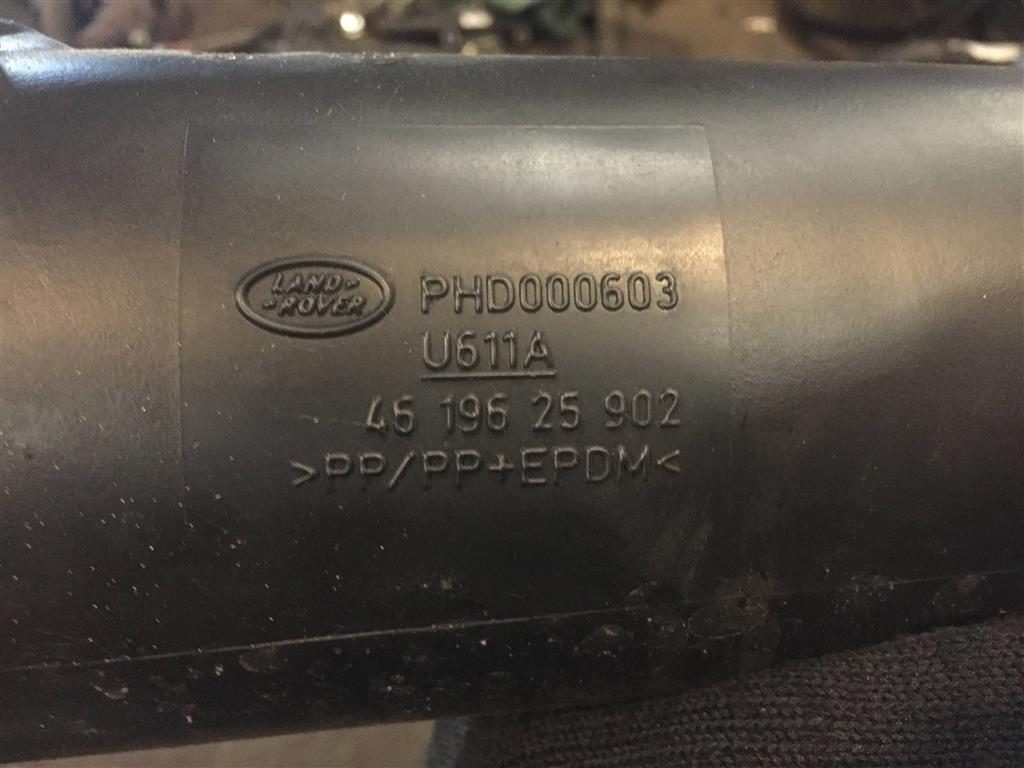 LAND-
-ROVER
PHD000603
U611A
46 196 25 902
>PP/PP+EPDM<